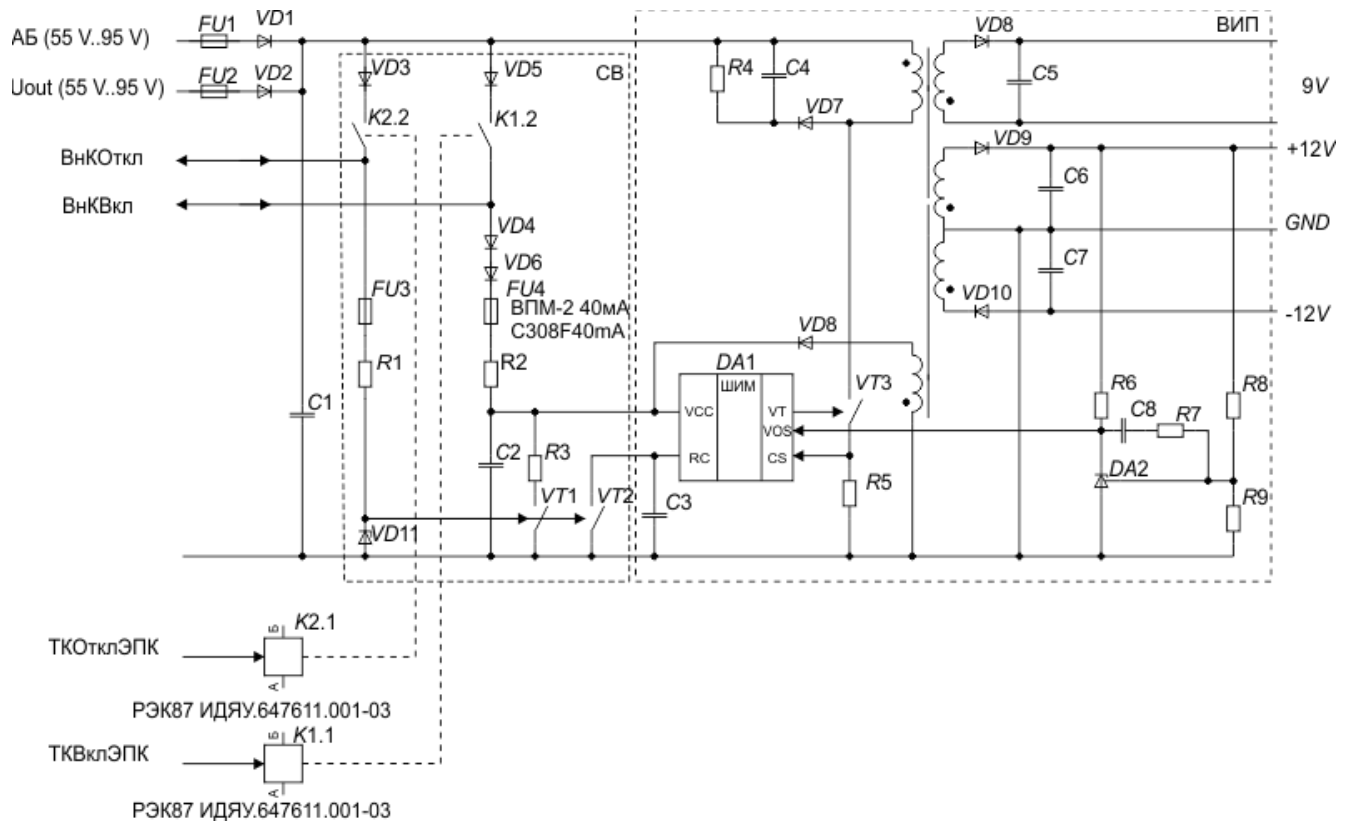 АБ (55 V..95 V)
FU1
VD1
VD8
ВИП
Uout (55 V..95 V)
FU2
VD2
VD3
VD5
СВ
R4
C4
C5
9V
K2.2
K1.2
VD7
ВнКОткл
VD9
+12V
C6
ВнКВкл
GND
VD4
VD6
C7
FU3
FU4
ВПМ-2 40мА
C308F40mA
VD10
-12V
VD8
R1
R2
DA1
ШИМ
VT3
R6
R8
C1
VCC
VT
C8
R7
VOS
C2
R3
RC
CS
DA2
R5
VT1
VT2
C3
R9
VD11
Б
K2.1
ТКОтклЭПК
А
РЭК87 ИДЯУ.647611.001-03
Б
K1.1
ТКВклЭПК
А
РЭК87 ИДЯУ.647611.001-03